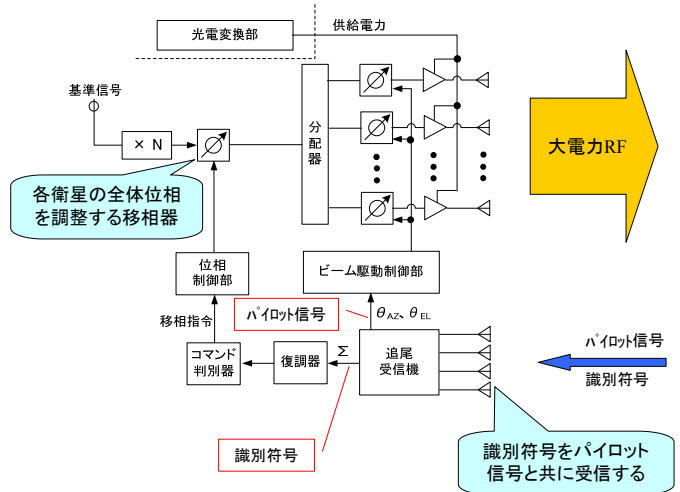 光電変換部
供給電力
基準信号
× N
分
配
器
大電力RF
各衛星の全体位相
を調整する移相器
位相
制御部
ビーム駆動制御部
パイロット信号
θAZ、θEL
移相指令
コマンド
判別器
復調器
Σ
追尾
受信機
パイロット信号
識別符号
識別符号
識別符号をパイロット
信号と共に受信する